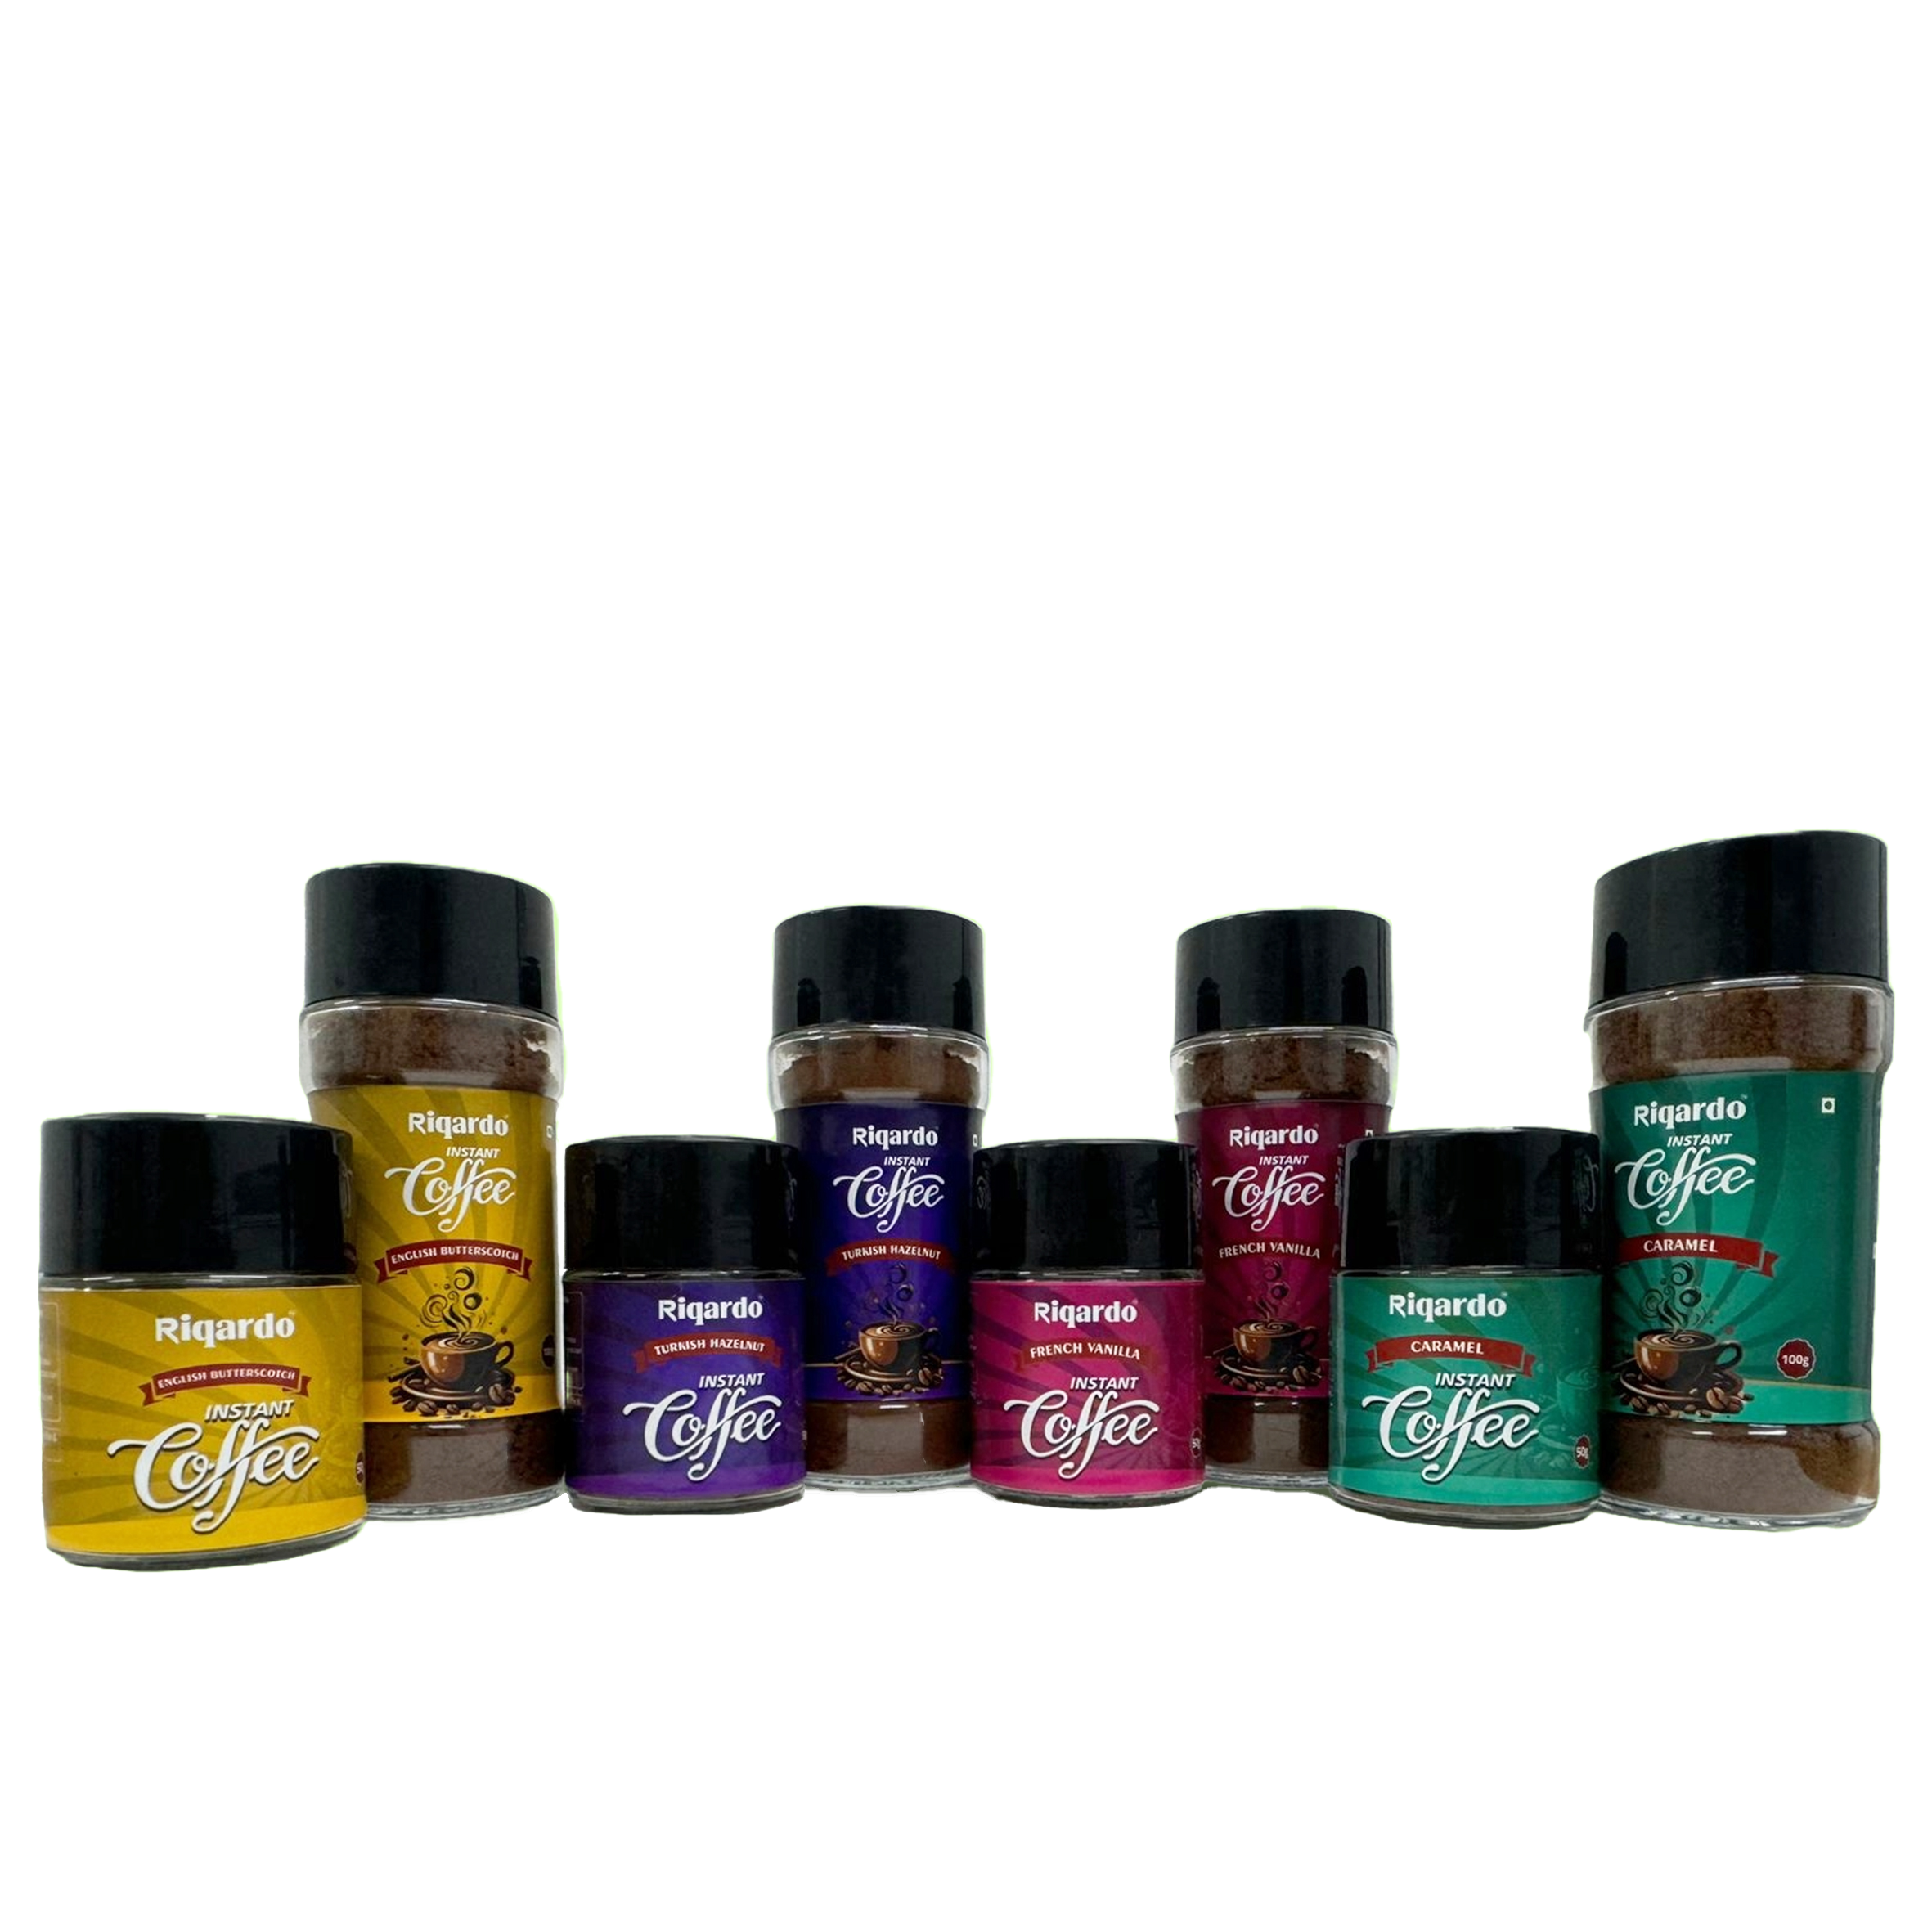 Riqardo
INSTANT
Coffee
ENGLISH BUTTERSCOTCH
Riqardo
ENGLISH BUTTERSCOTCH
INSTANT
Coffee
Riqardo
INSTANT
Coffee
TURKISH HAZELNUT
Riqardo
TURKISH HAZELNUT
INSTANT
Coffee
Riqardo
INSTANT
Coffee
FRENCH VANILLA
Riqardo
FRENCH VANILLA
INSTANT
Coffee
Riqardo
INSTANT
Coffee
CARAMEL
100g
Riqardo
CARAMEL
INSTANT
Coffee
50g